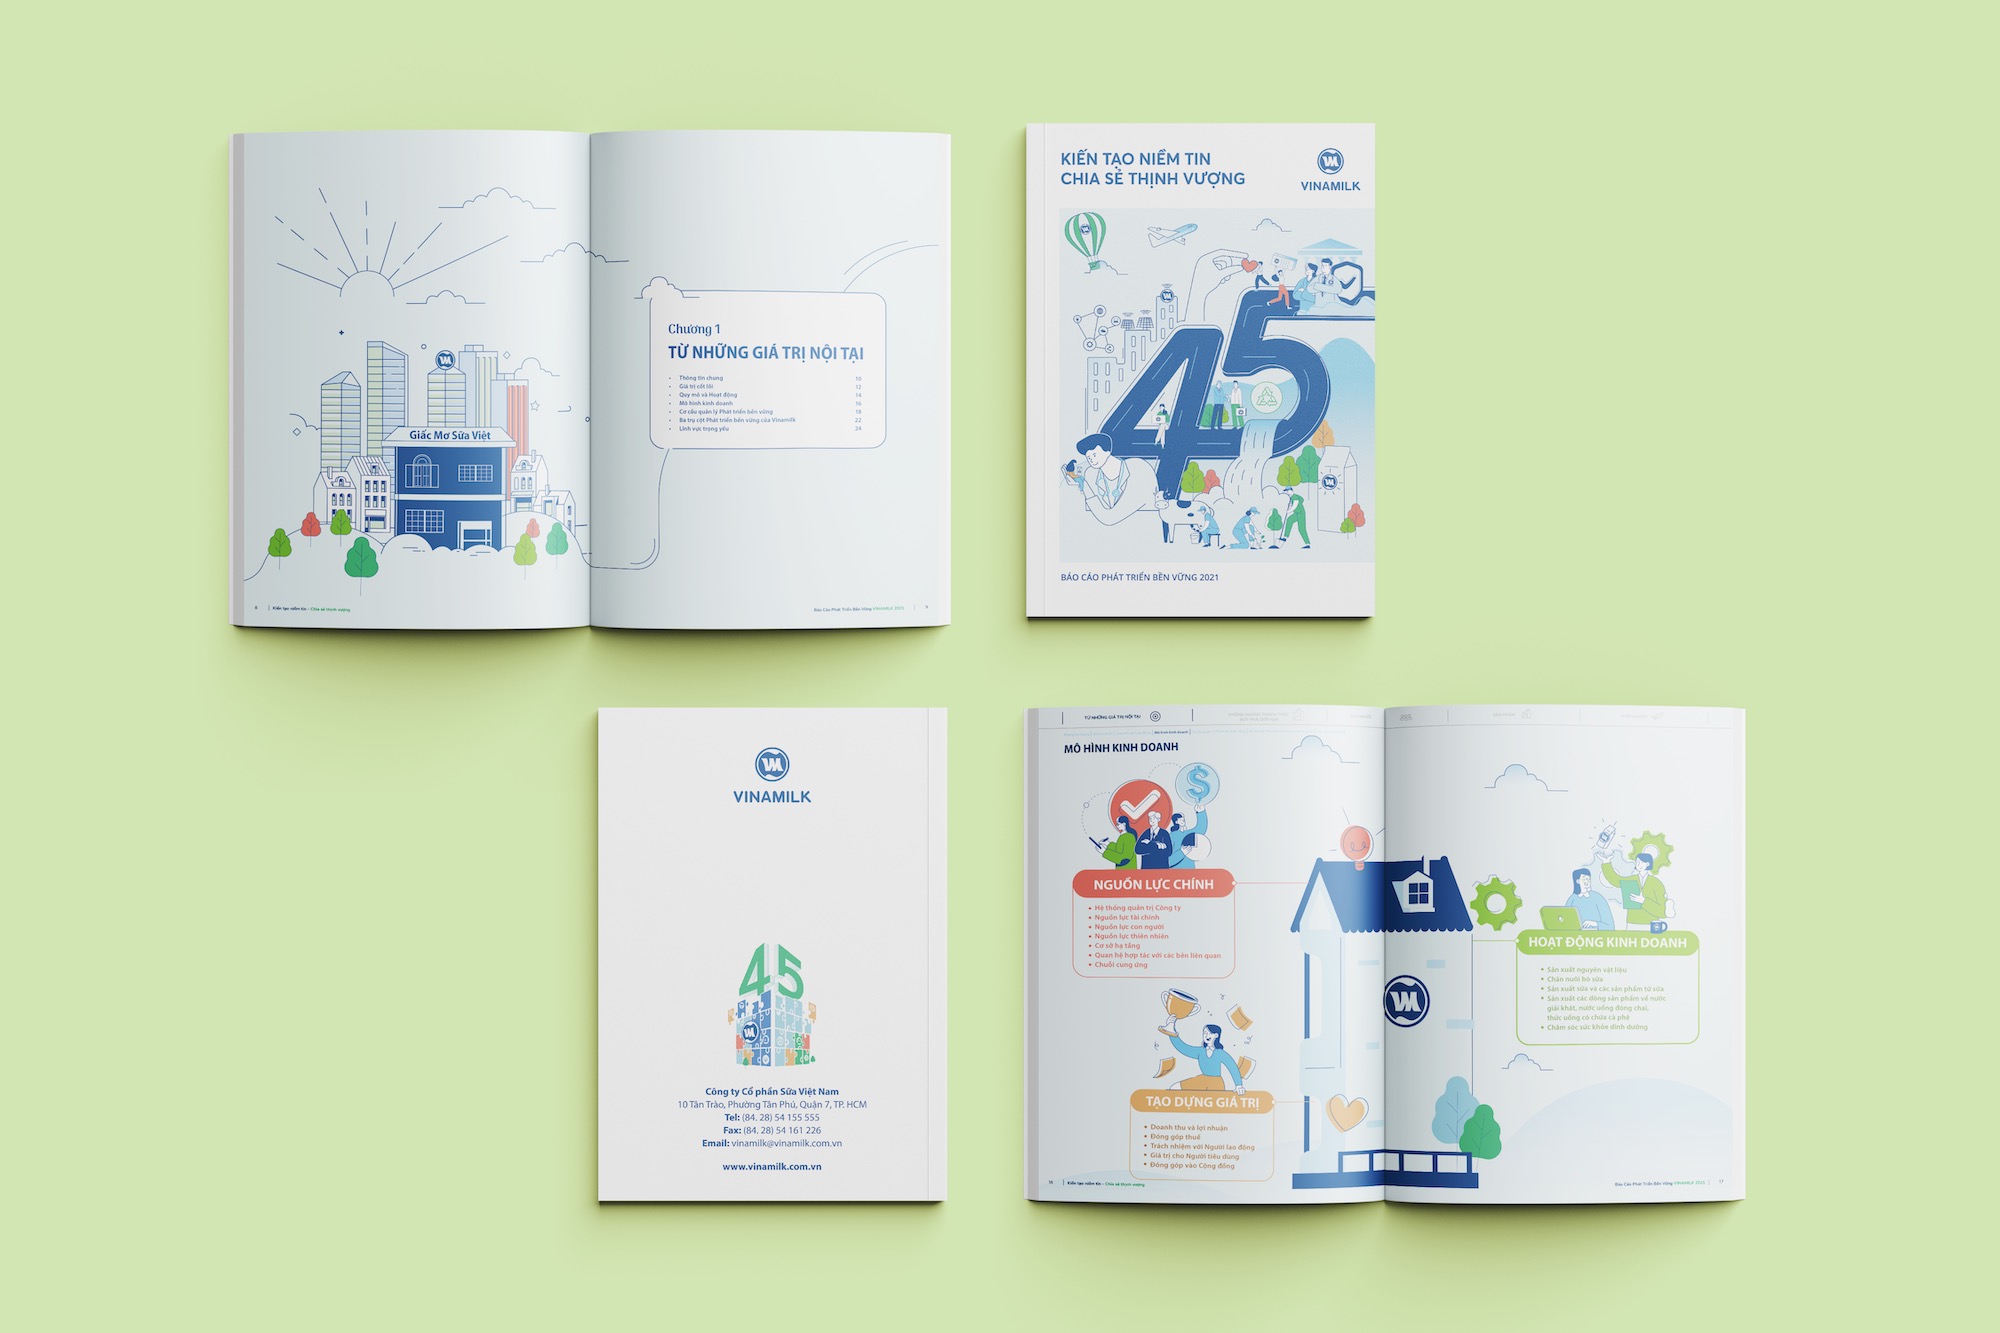 Giấc Mơ Sữa Việt
8 | Kiến tạo niềm tin - Chia sẻ thịnh vượng
Chương 1
TỪ NHỮNG GIÁ TRỊ NỘI TẠI
• Thông tin chung 10
• Giá trị cốt lõi 12
• Quy mô và Hoạt động 14
• Mô hình kinh doanh 16
• Cơ cấu quản lý Phát triển bền vững 18
• Ba trụ cột Phát triển bền vững của Vinamilk 22
• Lĩnh vực trọng yếu 24
Báo Cáo Phát Triển Bền Vững VINAMILK 2021 | 9
KIẾN TẠO NIỀM TIN
CHIA SẺ THỊNH VƯỢNG
VINAMILK
45
BÁO CÁO PHÁT TRIỂN BỀN VỮNG 2021
VINAMILK
45
Công ty Cổ phần Sữa Việt Nam
10 Tân Trào, Phường Tân Phú, Quận 7, TP. HCM
Tel: (84. 28) 54 155 555
Fax: (84. 28) 54 161 226
Email: vinamilk@vinamilk.com.vn
www.vinamilk.com.vn
TỪ NHỮNG GIÁ TRỊ NỘI TẠI
Mô hình kinh doanh
MÔ HÌNH KINH DOANH
NGUỒN LỰC CHÍNH
• Hệ thống quản trị Công ty
• Nguồn lực tài chính
• Nguồn lực con người
• Nguồn lực thiên nhiên
• Cơ sở hạ tầng
• Quan hệ hợp tác với các bên liên quan
• Chuỗi cung ứng
TẠO DỰNG GIÁ TRỊ
• Doanh thu và lợi nhuận
• Đóng góp thuế
• Trách nhiệm với Người lao động
• Giá trị cho Người tiêu dùng
• Đóng góp vào Cộng đồng
16 | Kiến tạo niềm tin - Chia sẻ thịnh vượng
HOẠT ĐỘNG KINH DOANH
• Sản xuất nguyên vật liệu
• Chăn nuôi bò sữa
• Sản xuất sữa và các sản phẩm từ sữa
• Sản xuất các dòng sản phẩm về nước
giải khát, nước uống đóng chai,
thức uống có chứa cà phê
• Chăm sóc sức khỏe dinh dưỡng
Báo Cáo Phát Triển Bền Vững VINAMILK 2021 | 17